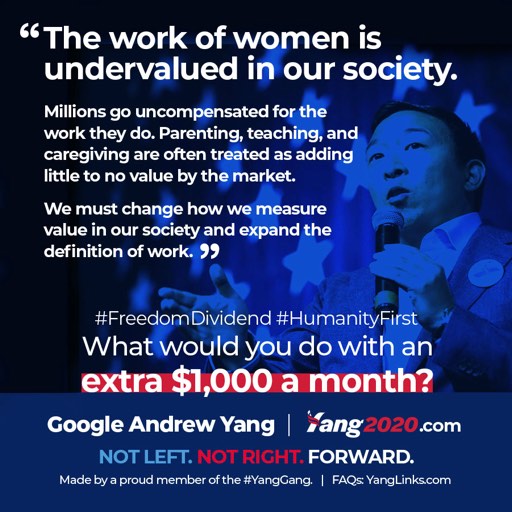 “The work of women is
undervalued in our society.
Millions go uncompensated for the
work they do. Parenting, teaching, and
caregiving are often treated as adding
little to no value by the market.
We must change how we measure
value in our society and expand the
definition of work.”
#FreedomDividend #HumanityFirst
What would you do with an
extra $1,000 a month?
Google Andrew Yang | Yang2020.com
NOT LEFT. NOT RIGHT. FORWARD.
Made by a proud member of the #YangGang. | FAQs: YangLinks.com